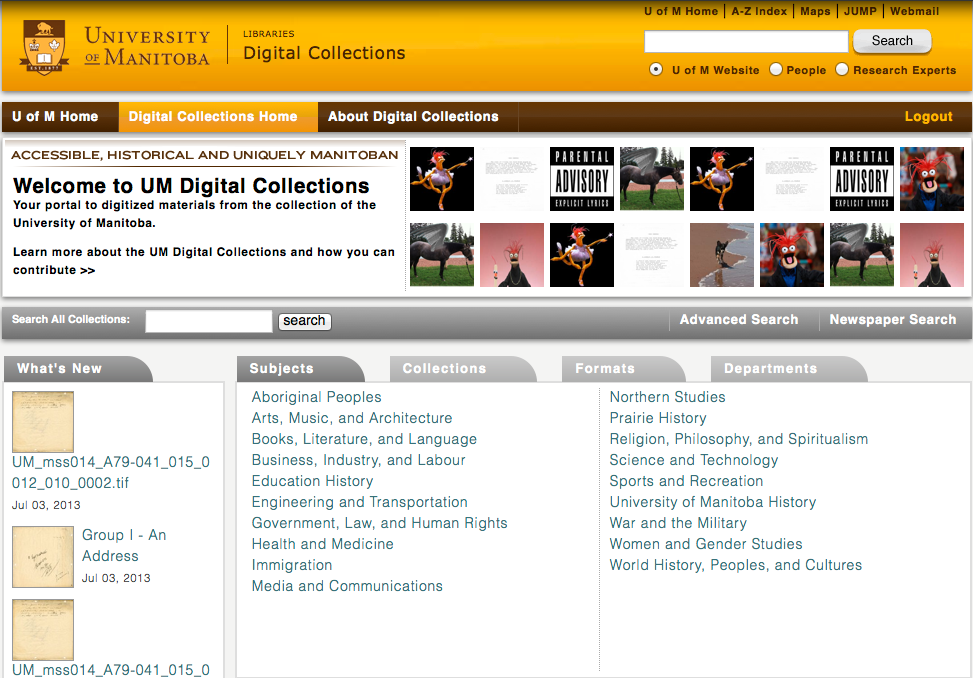 U of M Home | A-Z Index | Maps | JUMP | Webmail
UNIVERSITY
OF MANITOBA
LIBRARIES
Digital Collections
Search
U of M Website People Research Experts
U of M Home Digital Collections Home About Digital Collections Logout
ACCESSIBLE, HISTORICAL AND UNIQUELY MANITOBAN
Welcome to UM Digital Collections
Your portal to digitized materials from the collection of the
University of Manitoba.
Learn more about the UM Digital Collections and how you can
contribute >>
PARENTAL
ADVISORY
EXPLICIT LYRICS
PARENTAL
ADVISORY
EXPLICIT LYRICS
Search All Collections: search Advanced Search Newspaper Search
What's New
UM_mss014_A79-041_015_0
012_010_0002.tif
Jul 03, 2013
Group I - An
Address
Jul 03, 2013
UM_mss014_A79-041_015_0
Subjects Collections Formats Departments
Aboriginal Peoples
Arts, Music, and Architecture
Books, Literature, and Language
Business, Industry, and Labour
Education History
Engineering and Transportation
Government, Law, and Human Rights
Health and Medicine
Immigration
Media and Communications
Northern Studies
Prairie History
Religion, Philosophy, and Spiritualism
Science and Technology
Sports and Recreation
University of Manitoba History
War and the Military
Women and Gender Studies
World History, Peoples, and Cultures